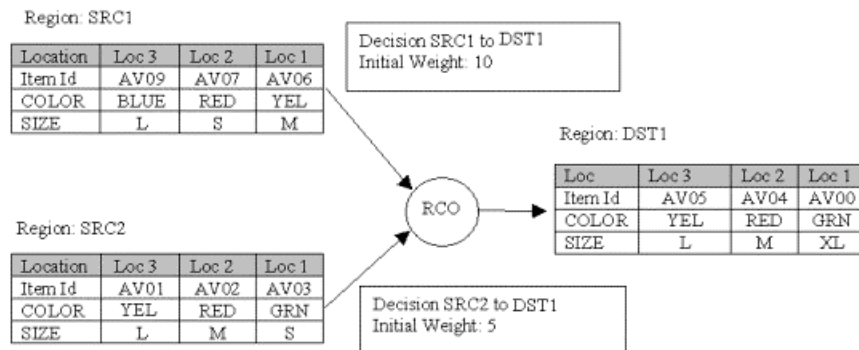 Region: SRC1
Location Loc 3 Loc 2 Loc 1
Item Id AV09 AV07 AV06
COLOR BLUE RED YEL
SIZE L S M
Decision SRC1 to DST1
Initial Weight: 10
RCO
Region: DST1
Loc Loc 3 Loc 2 Loc 1
Item Id AV05 AV04 AV00
COLOR YEL RED GRN
SIZE L M XL
Region: SRC2
Location Loc 3 Loc 2 Loc 1
Item Id AV01 AV02 AV03
COLOR YEL RED GRN
SIZE L M S
Decision SRC2 to DST1
Initial Weight: 5